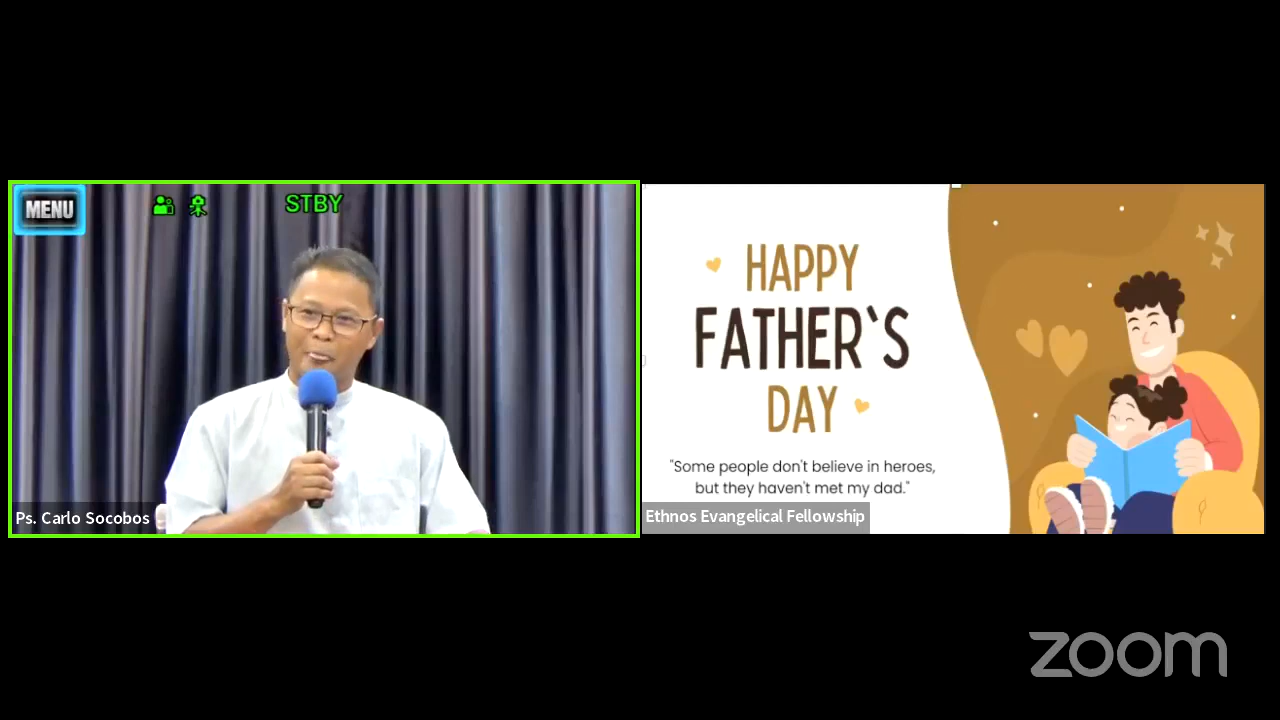 MENU
STBY
Ps. Carlo Socobos
HAPPY
FATHER`S
DAY
"Some people don't believe in heroes,
but they haven't met my dad."
Ethnos Evangelical Fellowship
zoom